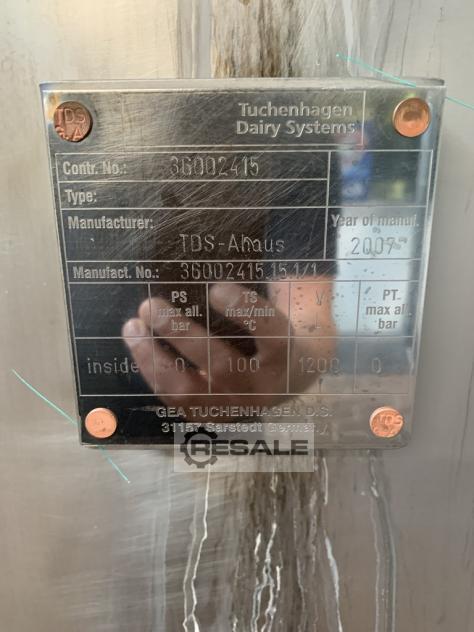 Tuchenhagen
Dairy Systems
Contr. No.: 36002415
Type:
Manufacturer: Year of manuf.
TDS-Ahaus 2007
Manufact. No.: 36002415.15.1/1
PS TS V PT
max all. max/min max all.
bar °C bar
inside 0 100 1200 0
GEA TUCHENHAGEN D.S.
31157 Sarstedt Germany
RESALE
TDS
TDS